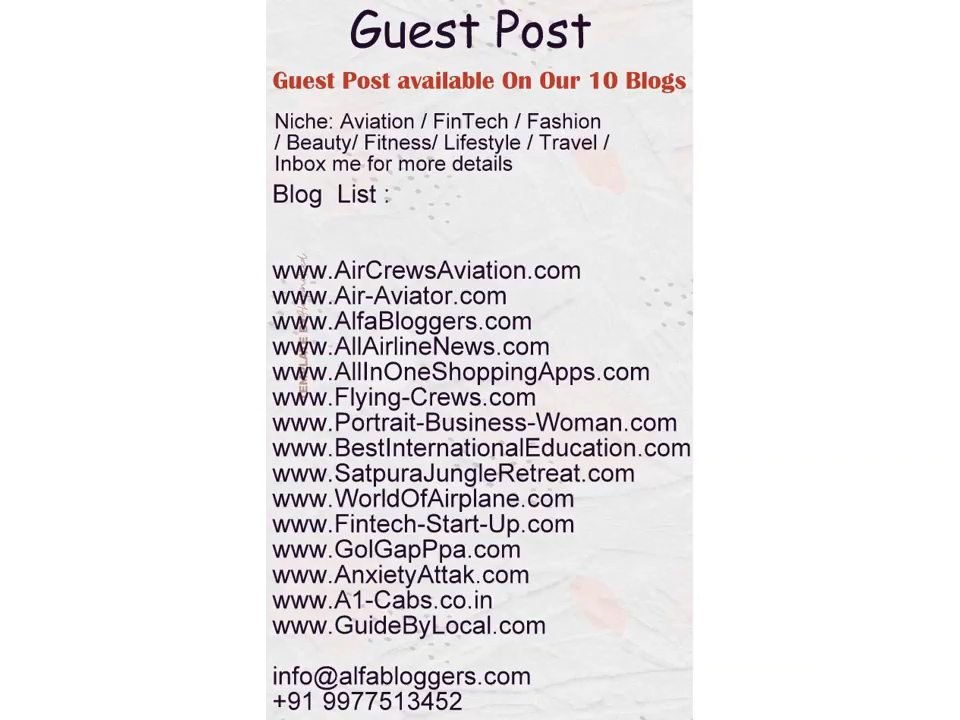 Guest Post
Guest Post available On Our 10 Blogs
Niche: Aviation / FinTech / Fashion
/ Beauty/ Fitness/ Lifestyle / Travel /
Inbox me for more details
Blog List :
www.AirCrewsAviation.com
www.Air-Aviator.com
www.AlfaBloggers.com
www.AllAirlineNews.com
www.AllInOneShoppingApps.com
www.Flying-Crews.com
www.Portrait-Business-Woman.com
www.BestInternationalEducation.com
www.SatpuraJungleRetreat.com
www.WorldOfAirplane.com
www.Fintech-Start-Up.com
www.GolGapPpa.com
www.AnxietyAttak.com
www.A1-Cabs.co.in
www.GuideByLocal.com
info@alfabloggers.com
+91 9977513452